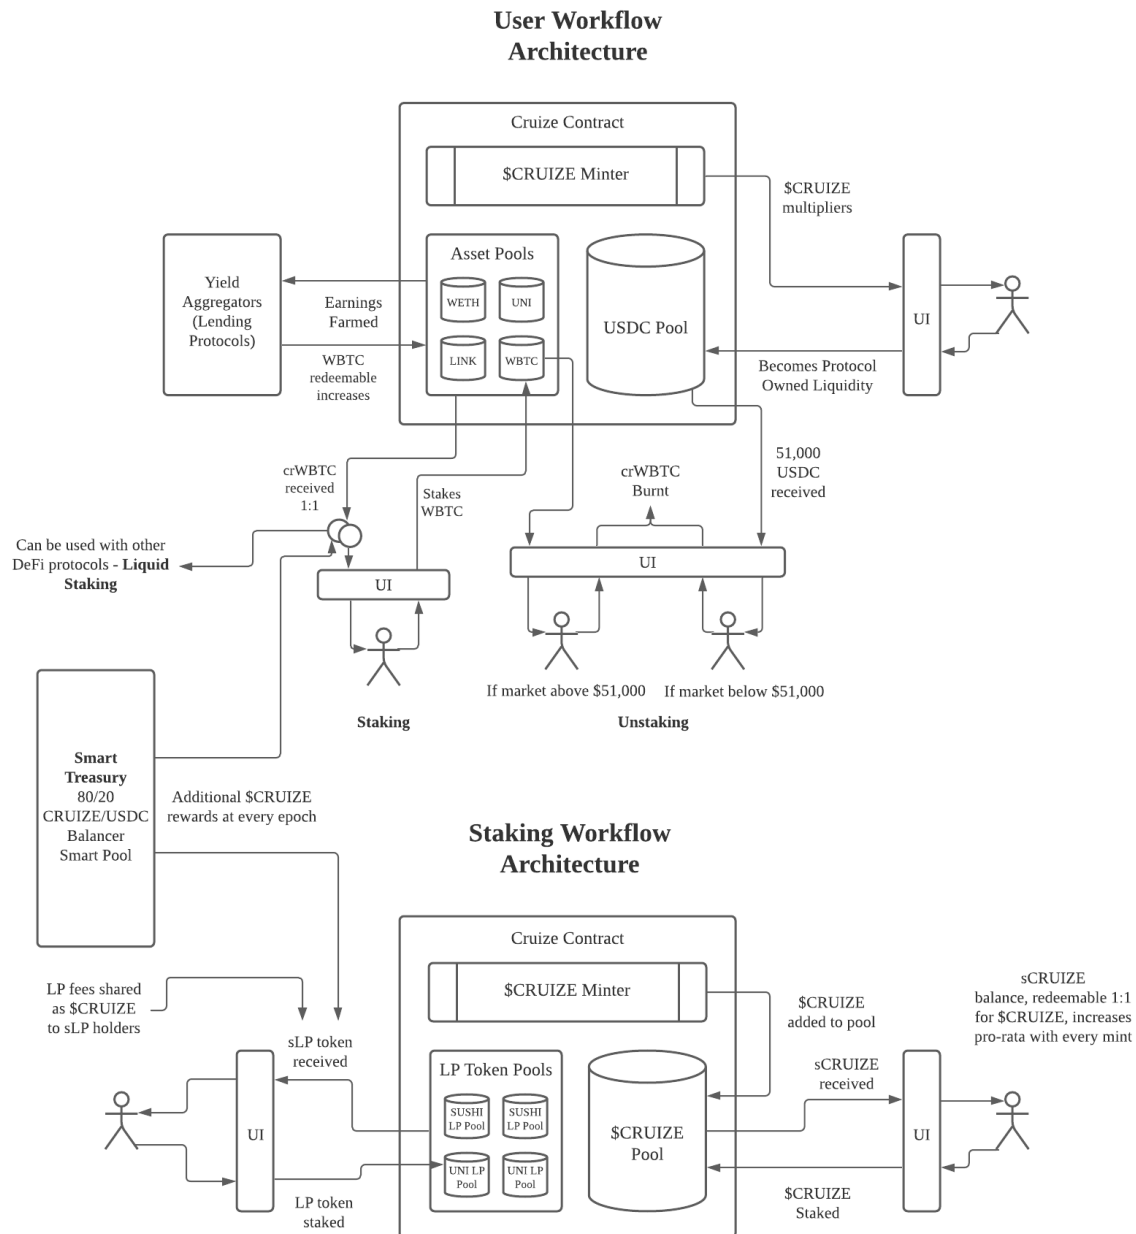 User Workflow
Architecture
Cruize Contract
$CRUIZE Minter
$CRUIZE
multipliers
Asset Pools
WETH
UNI
LINK
WBTC
USDC Pool
Yield
Aggregators
(Lending
Protocols)
Earnings
Farmed
WBTC
redeemable
increases
UI
Becomes Protocol
Owned Liquidity
crWBTC
received
1:1
Stakes
WBTC
crWBTC
Burnt
51,000
USDC
received
Can be used with other
DeFi protocols - Liquid
Staking
UI
UI
If market above $51,000
If market below $51,000
Staking
Unstaking
Smart
Treasury
80/20
CRUIZE/USDC
Balancer
Smart Pool
Additional $CRUIZE
rewards at every epoch
Staking Workflow
Architecture
Cruize Contract
$CRUIZE Minter
$CRUIZE
added to pool
sCRUIZE
balance, redeemable 1:1
for $CRUIZE, increases
pro-rata with every mint
LP fees shared
as $CRUIZE
to sLP holders
sLP token
received
LP Token Pools
SUSHI
LP Pool
SUSHI
LP Pool
UNI LP
Pool
UNI LP
Pool
$CRUIZE
Pool
sCRUIZE
received
UI
UI
LP token
staked
$CRUIZE
Staked